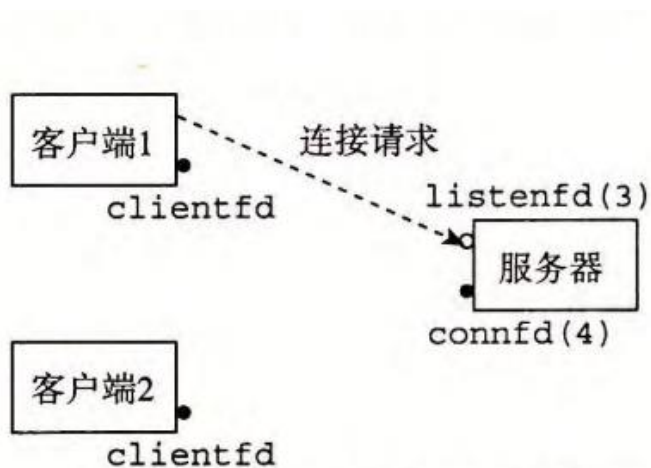 客户端1
连接请求
clientfd
listenfd(3)
服务器
connfd(4)
客户端2
clientfd